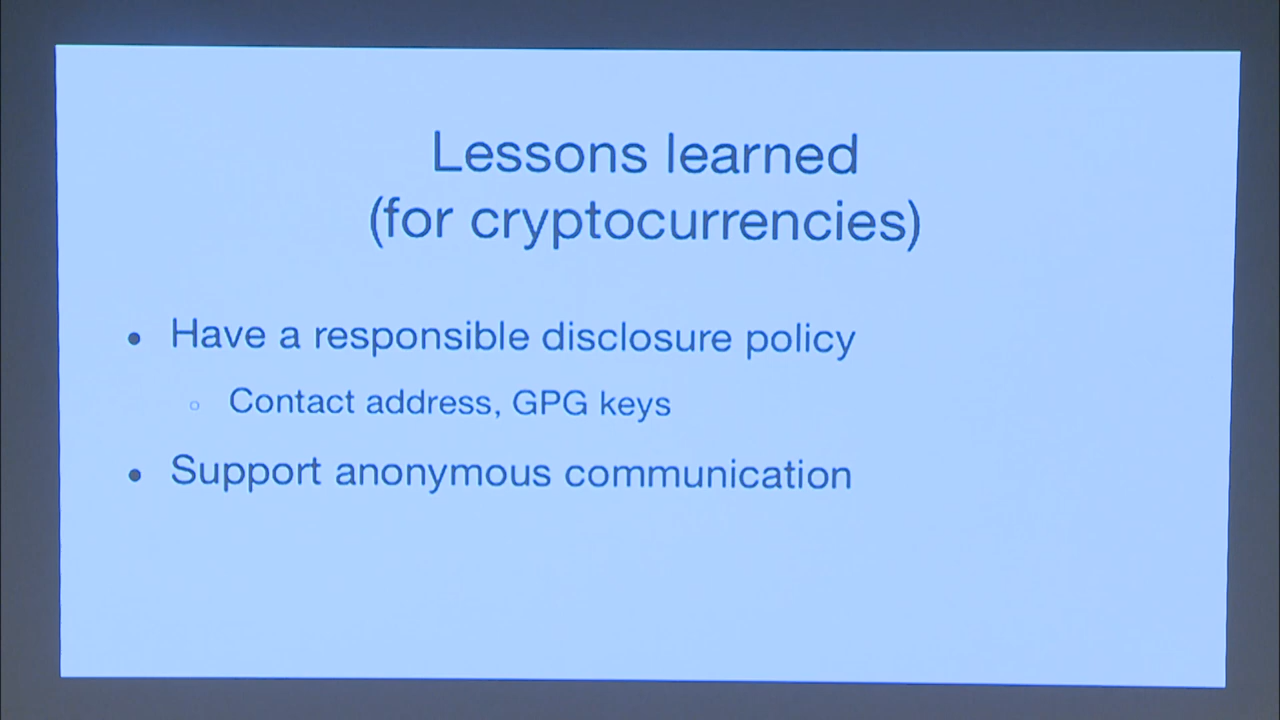 Lessons learned
(for cryptocurrencies)
• Have a responsible disclosure policy
○ Contact address, GPG keys
• Support anonymous communication